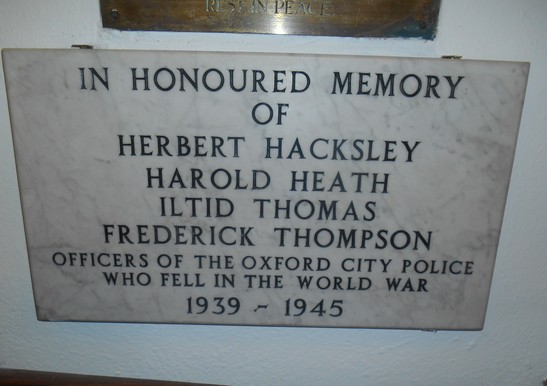 REST IN PEACE
IN HONOURED MEMORY
OF
HERBERT HACKSLEY
HAROLD HEATH
ILTID THOMAS
FREDERICK THOMPSON
OFFICERS OF THE OXFORD CITY POLICE
WHO FELL IN THE WORLD WAR
1939 ~ 1945